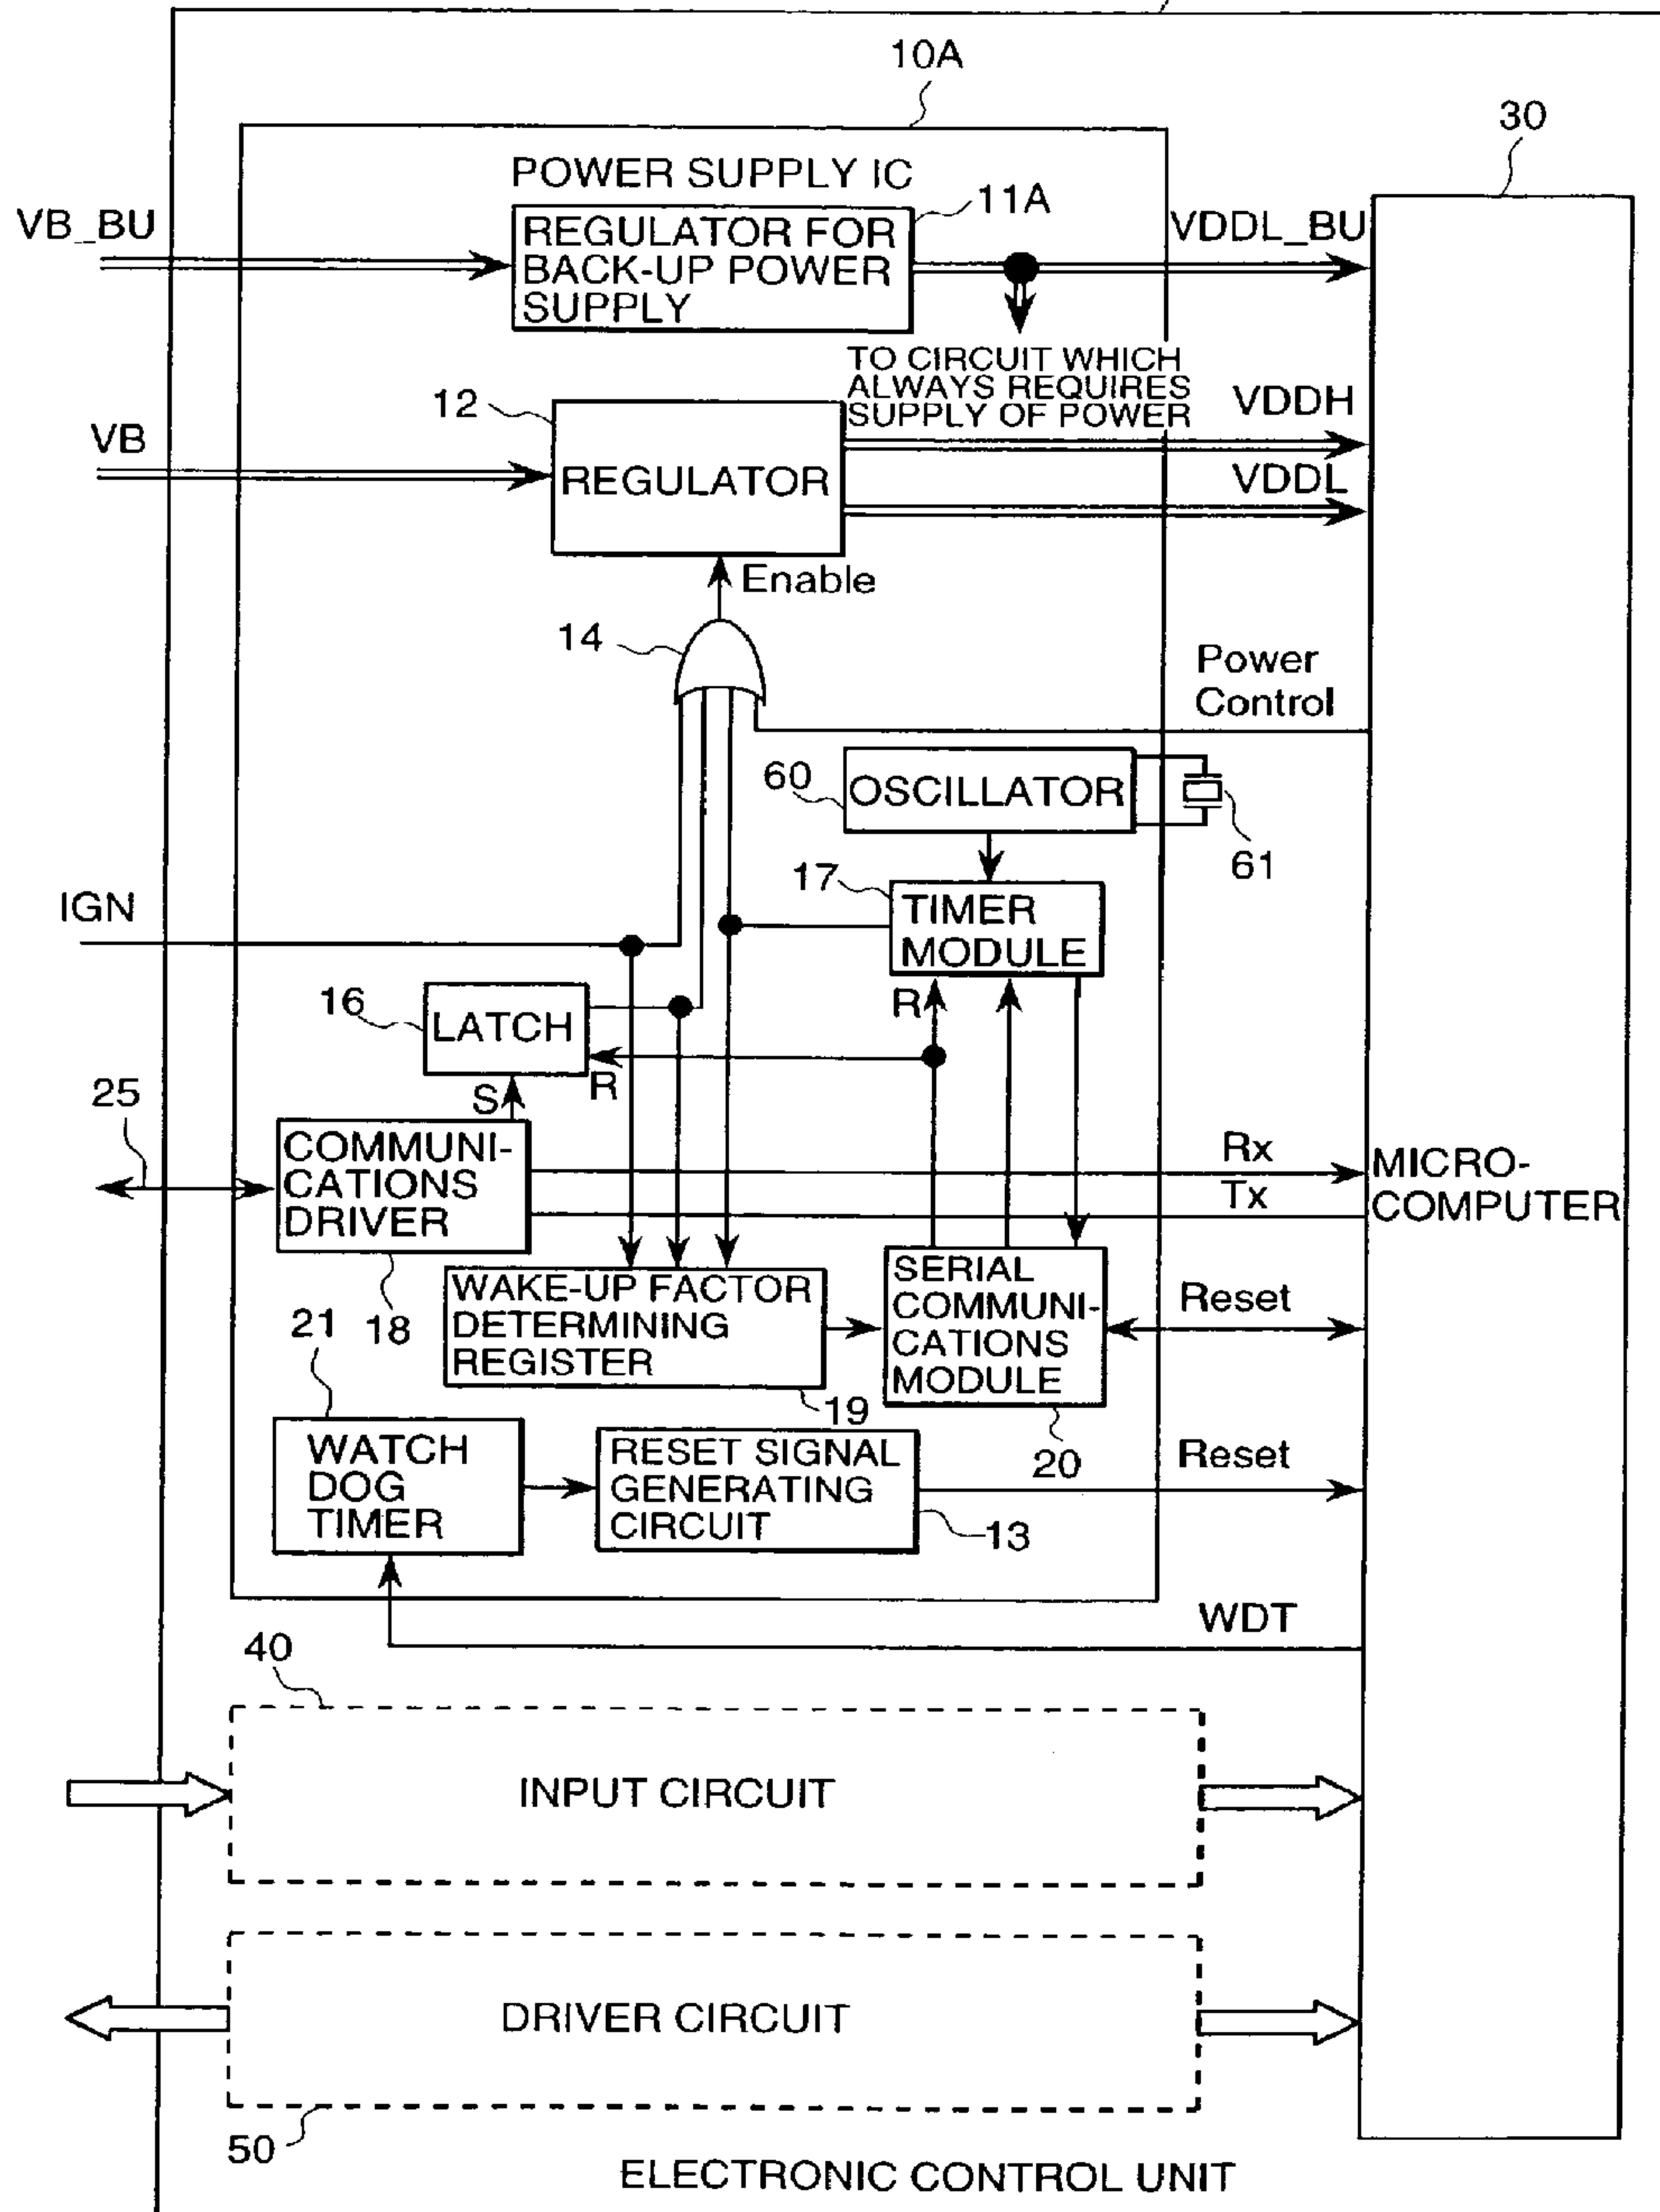 10A
30
POWER SUPPLY IC
11A
VB_BU
REGULATOR FOR
BACK-UP POWER
SUPPLY
VDDL_BU
TO CIRCUIT WHICH
ALWAYS REQUIRES
SUPPLY OF POWER
12
VB
REGULATOR
VDDH
VDDL
Enable
14
Power
Control
60
OSCILLATOR
61
17
TIMER
MODULE
IGN
16
LATCH
R
R
S
25
COMMUNI-
CATIONS
DRIVER
Rx
Tx
MICRO-
COMPUTER
18
WAKE-UP FACTOR
DETERMINING
REGISTER
19
SERIAL
COMMUNI-
CATIONS
MODULE
20
Reset
21
WATCH
DOG
TIMER
RESET SIGNAL
GENERATING
CIRCUIT
13
Reset
WDT
40
INPUT CIRCUIT
DRIVER CIRCUIT
50
ELECTRONIC CONTROL UNIT